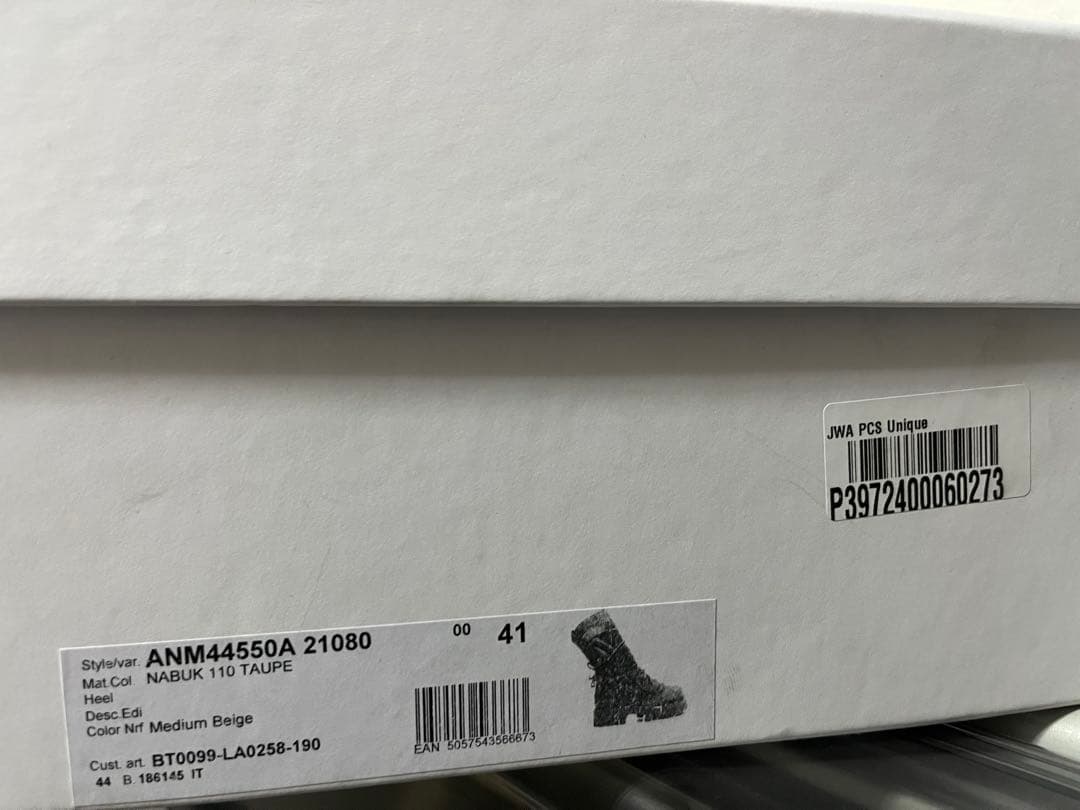 JWA PCS Unique
P3972400060273
Style/var. ANM44550A 21080 00 41
Mat.Col. NABUK 110 TAUPE
Heel
Desc.Edi
Color Nrf Medium Beige
EAN 5057543566673
Cust. art. BT0099-LA0258-190
44 B. 186145 IT